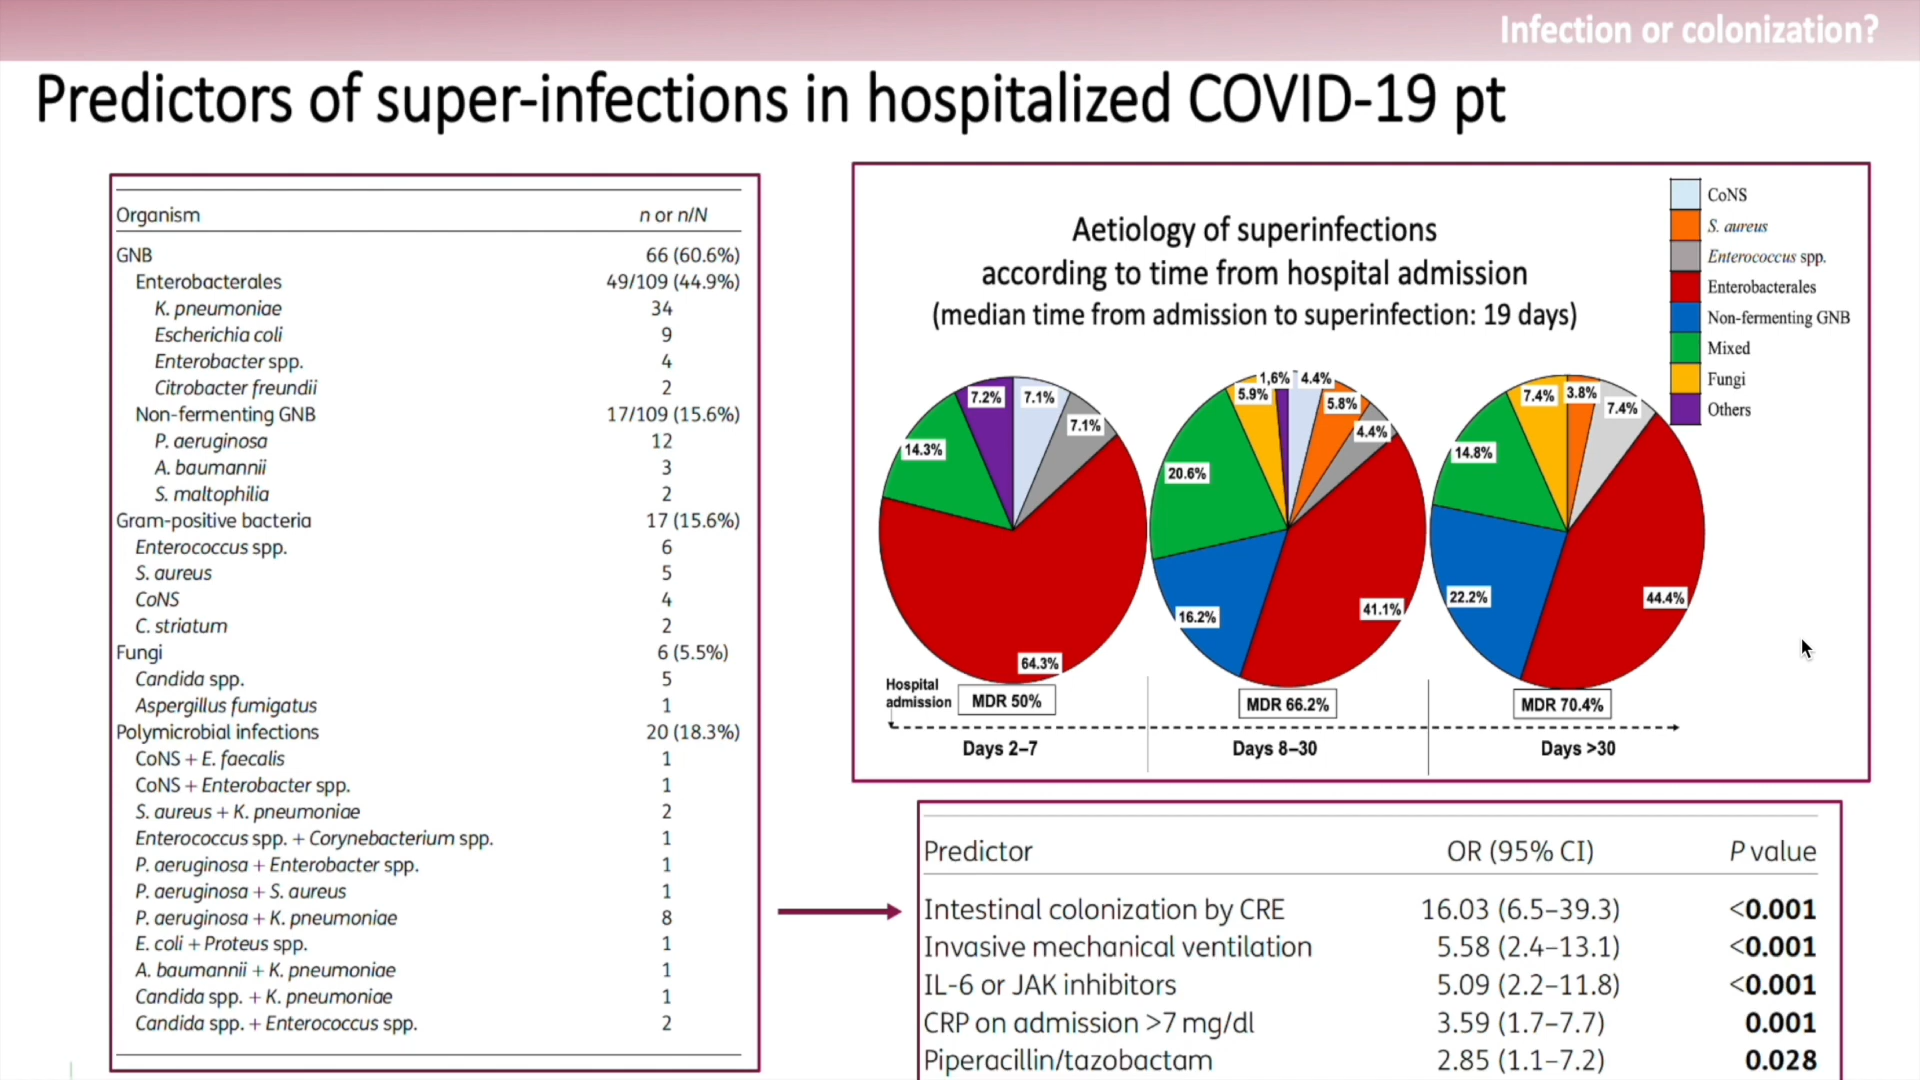 Infection or colonization?
Predictors of super-infections in hospitalized COVID-19 pt
Organism n or n/N
GNB 66 (60.6%)
Enterobacterales 49/109 (44.9%)
K. pneumoniae 34
Escherichia coli 9
Enterobacter spp. 4
Citrobacter freundii 2
Non-fermenting GNB 17/109 (15.6%)
P. aeruginosa 12
A. baumannii 3
S. maltophilia 2
Gram-positive bacteria 17 (15.6%)
Enterococcus spp. 6
S. aureus 5
CoNS 4
C. striatum 2
Fungi 6 (5.5%)
Candida spp. 5
Aspergillus fumigatus 1
Polymicrobial infections 20 (18.3%)
CoNS + E. faecalis 1
CoNS + Enterobacter spp. 1
S. aureus + K. pneumoniae 2
Enterococcus spp. + Corynebacterium spp. 1
P. aeruginosa + Enterobacter spp. 1
P. aeruginosa + S. aureus 1
P. aeruginosa + K. pneumoniae 8
E. coli + Proteus spp. 1
A. baumannii + K. pneumoniae 1
Candida spp. + K. pneumoniae 1
Candida spp. + Enterococcus spp. 2
Aetiology of superinfections
according to time from hospital admission
(median time from admission to superinfection: 19 days)
CoNS
S. aureus
Enterococcus spp.
Enterobacterales
Non-fermenting GNB
Mixed
Fungi
Others
7.2% 7.1%
7.1%
14.3%
64.3%
1,6% 4.4%
5.9% 5.8%
4.4%
20.6%
16.2% 41.1%
7.4% 3.8% 7.4%
14.8%
22.2% 44.4%
Hospital
admission
MDR 50% MDR 66.2% MDR 70.4%
Days 2–7 Days 8–30 Days >30
Predictor OR (95% CI) P value
Intestinal colonization by CRE 16.03 (6.5–39.3) <0.001
Invasive mechanical ventilation 5.58 (2.4–13.1) <0.001
IL-6 or JAK inhibitors 5.09 (2.2–11.8) <0.001
CRP on admission >7 mg/dl 3.59 (1.7–7.7) 0.001
Piperacillin/tazobactam 2.85 (1.1–7.2) 0.028